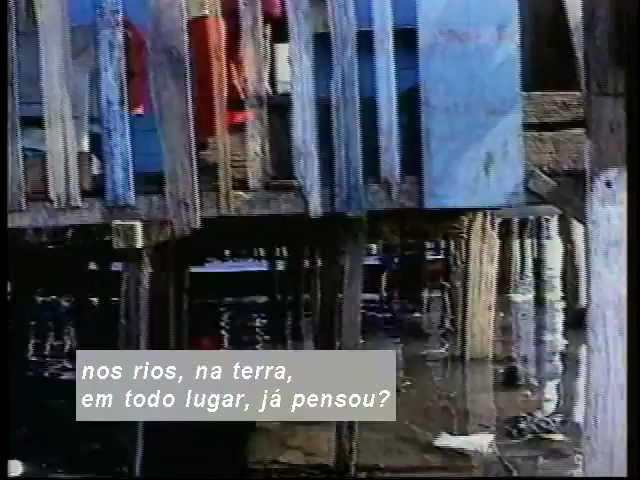 nos rios, na terra,
em todo lugar, já pensou?